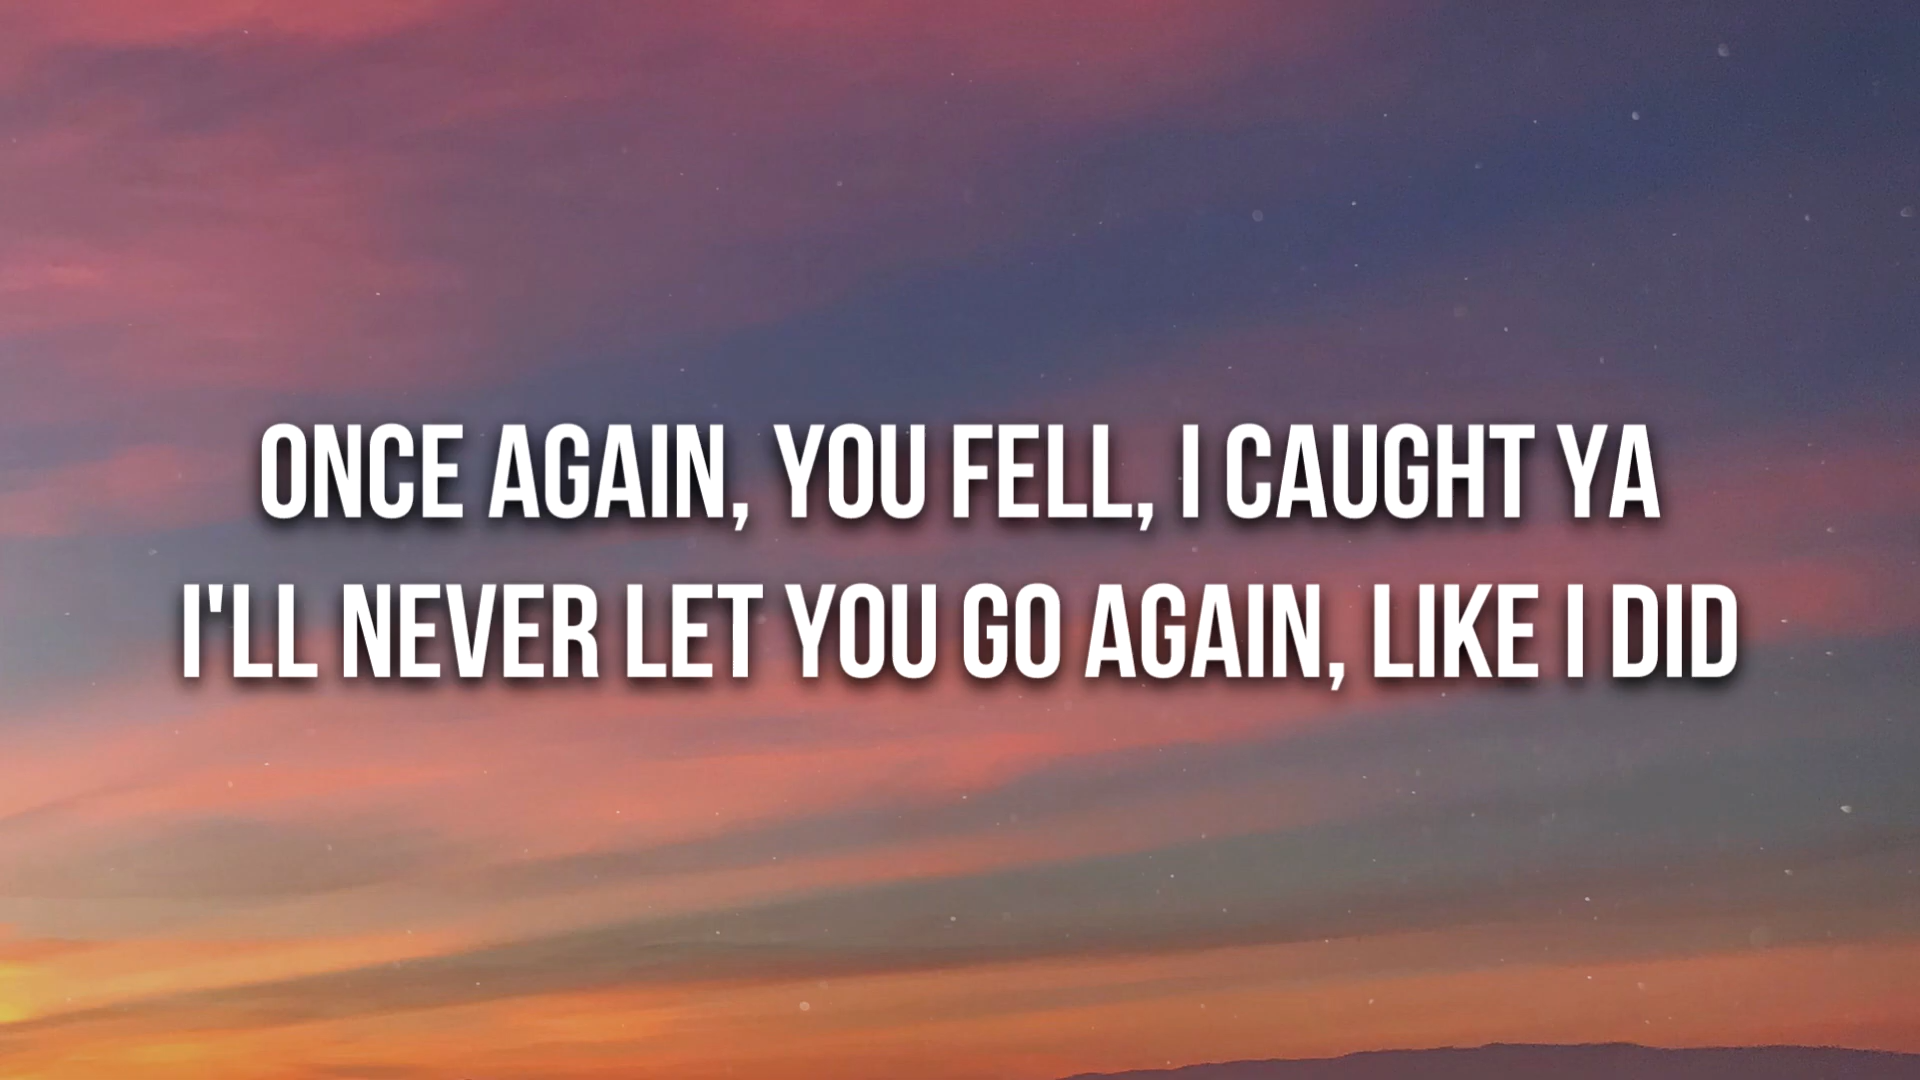 ONCE AGAIN, YOU FELL, I CAUGHT YA
I'LL NEVER LET YOU GO AGAIN, LIKE I DID